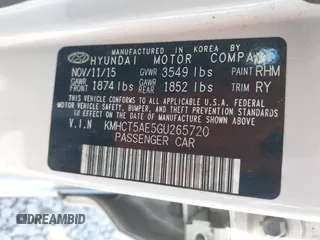 MANUFACTURED IN KOREA BY
HYUNDAI MOTOR COMPANY
NOV/11/15 GVWR 3549 lbs PAINT RHM
GAWR FRONT 1874 lbs GAWR REAR 1852 lbs TRIM RY
THIS VEHICLE CONFORMS TO ALL APPLICABLE
U.S. FEDERAL MOTOR VEHICLE SAFETY, BUMPER,
AND THEFT PREVENTION STANDARDS IN EFFECT ON
THE DATE OF MANUFACTURE SHOWN ABOVE.
V.I.N KMHCT5AE5GU265720
PASSENGER CAR